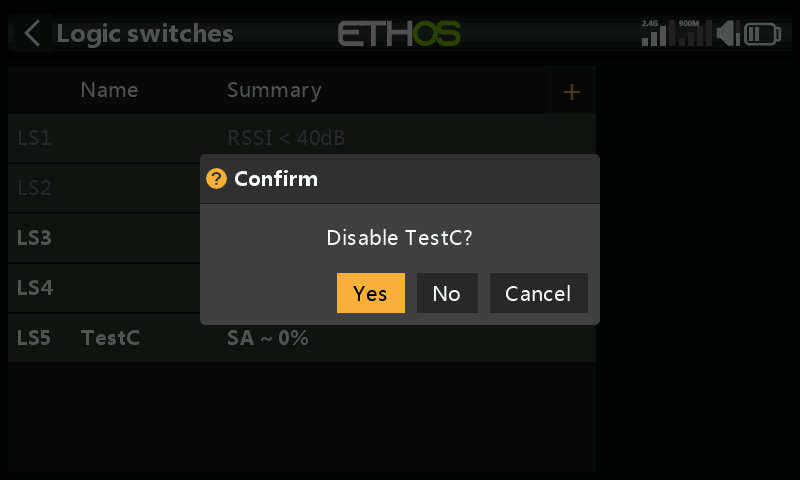 Logic switches
ETHOS
2.4G
900M
Name Summary +
LS1 RSSI < 40dB
LS2
? Confirm
LS3
Disable TestC?
LS4
Yes No Cancel
LS5 TestC SA ~ 0%